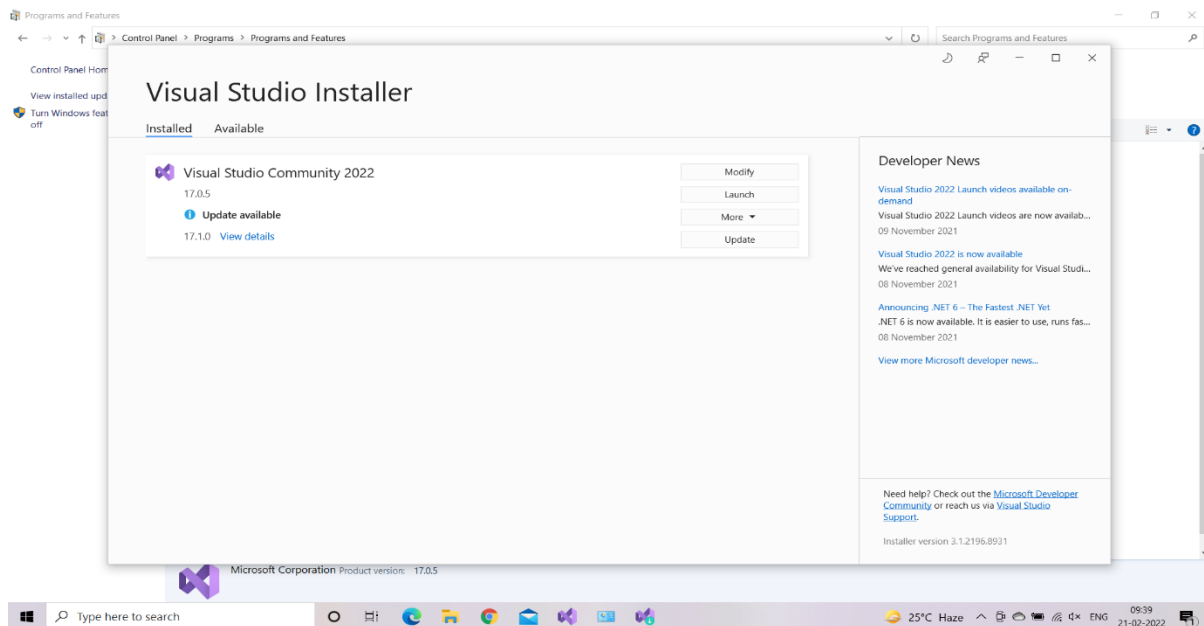 Programs and Features
Control Panel > Programs > Programs and Features
Search Programs and Features
Control Panel Hom
View installed upd
Turn Windows feat
off
Visual Studio Installer
Installed Available
Visual Studio Community 2022
17.0.5
Update available
17.1.0 View details
Modify
Launch
More
Update
Developer News
Visual Studio 2022 Launch videos available on-
demand
Visual Studio 2022 Launch videos are now availab...
09 November 2021
Visual Studio 2022 is now available
We've reached general availability for Visual Studi...
08 November 2021
Announcing .NET 6 – The Fastest .NET Yet
.NET 6 is now available. It is easier to use, runs fas...
08 November 2021
View more Microsoft developer news...
Need help? Check out the Microsoft Developer
Community or reach us via Visual Studio
Support.
Installer version 3.1.2196.8931
Microsoft Corporation Product version: 17.0.5
Type here to search
25°C Haze
ENG
09:39
21-02-2022